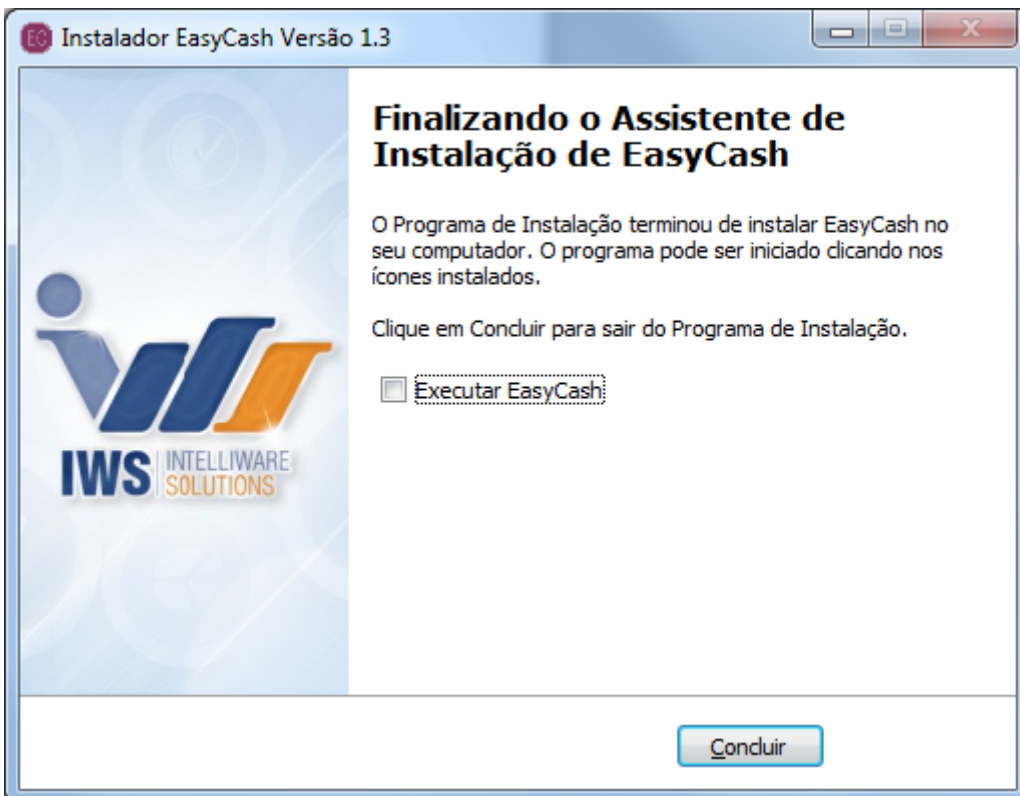 EC Instalador EasyCash Versão 1.3
Finalizando o Assistente de
Instalação de EasyCash
O Programa de Instalação terminou de instalar EasyCash no
seu computador. O programa pode ser iniciado clicando nos
ícones instalados.
Clique em Concluir para sair do Programa de Instalação.
Executar EasyCash
IWS INTELLIWARE
SOLUTIONS
Concluir